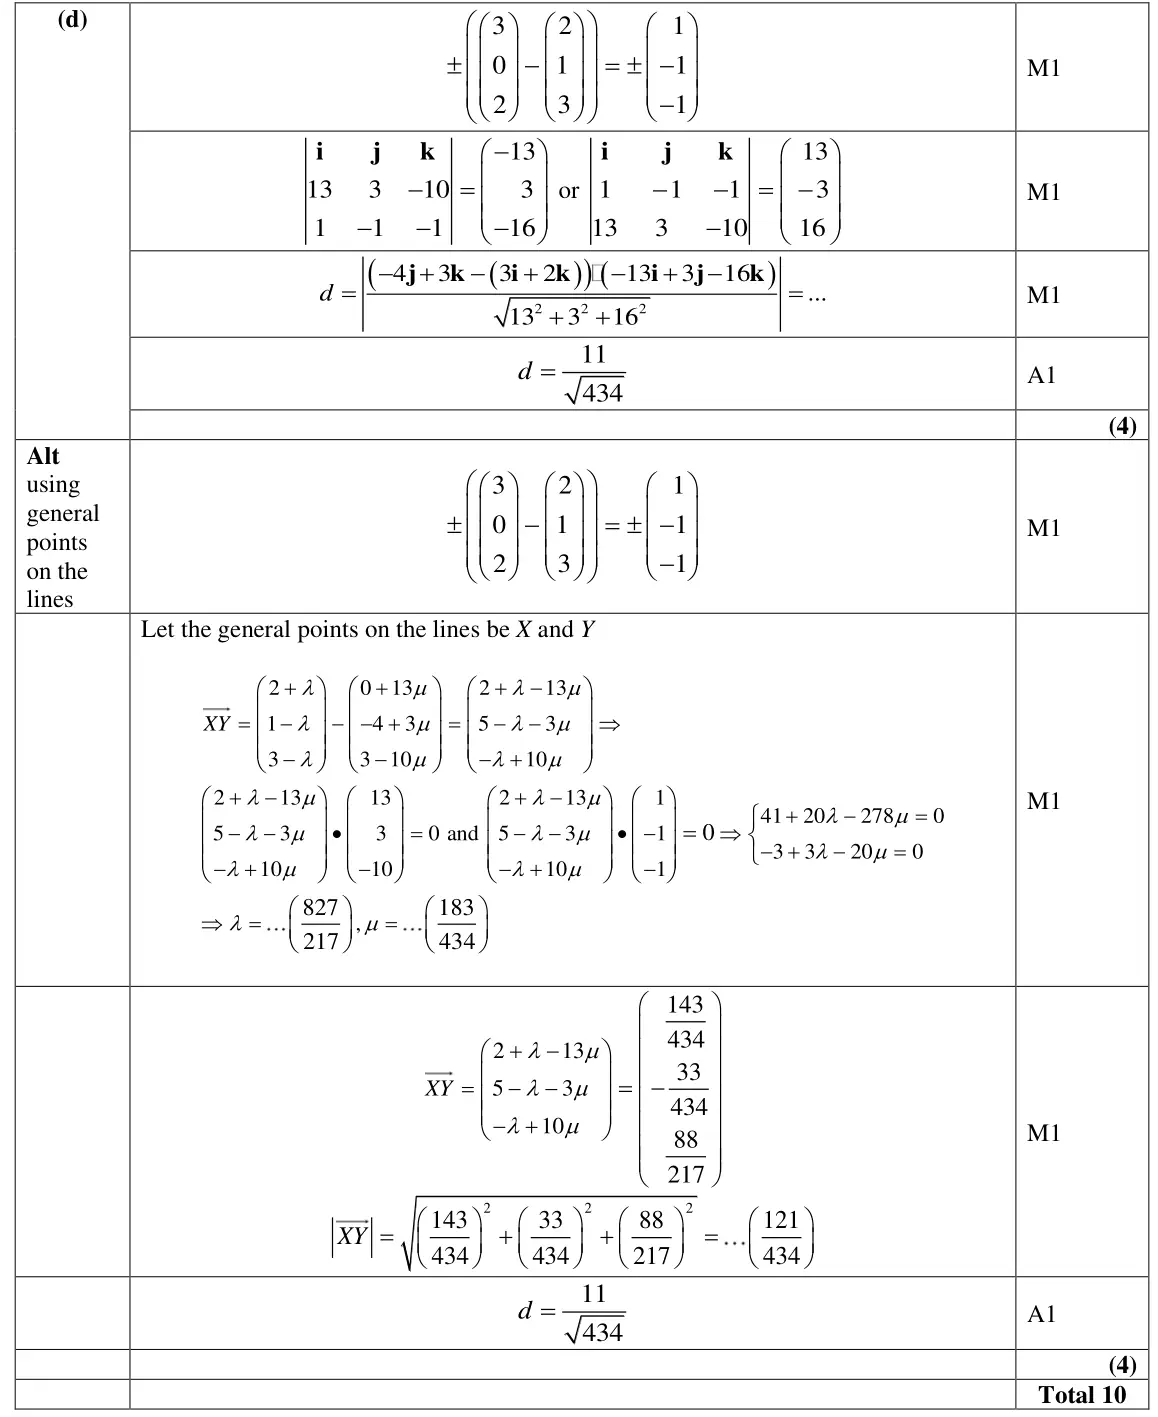 (d)
±((3 0 2) − (2 1 3)) = ±(1 −1 −1) M1
|i j k; 13 3 −10; 1 −1 −1| = (−13 3 −16) or |i j k; 1 −1 −1; 13 3 −10| = (13 −3 16) M1
d = |(−4j + 3k − (3i + 2k))□(−13i + 3j − 16k) / √(13² + 3² + 16²)| = ... M1
d = 11/√434 A1
(4)
Alt
using
general
points
on the
lines
±((3 0 2) − (2 1 3)) = ±(1 −1 −1) M1
Let the general points on the lines be X and Y
XY = (2 + λ 1 − λ 3 − λ) − (0 + 13μ −4 + 3μ 3 − 10μ) = (2 + λ − 13μ 5 − λ − 3μ −λ + 10μ) ⇒
(2 + λ − 13μ 5 − λ − 3μ −λ + 10μ) • (13 3 −10) = 0 and (2 + λ − 13μ 5 − λ − 3μ −λ + 10μ) • (1 −1 −1) = 0 ⇒ {41 + 20λ − 278μ = 0 −3 + 3λ − 20μ = 0 M1
⇒ λ = …(827/217), μ = …(183/434)
XY = (2 + λ − 13μ 5 − λ − 3μ −λ + 10μ) = (143/434 −33/434 88/217) M1
|XY| = √((143/434)² + (33/434)² + (88/217)²) = …(121/434)
d = 11/√434 A1
(4)
Total 10